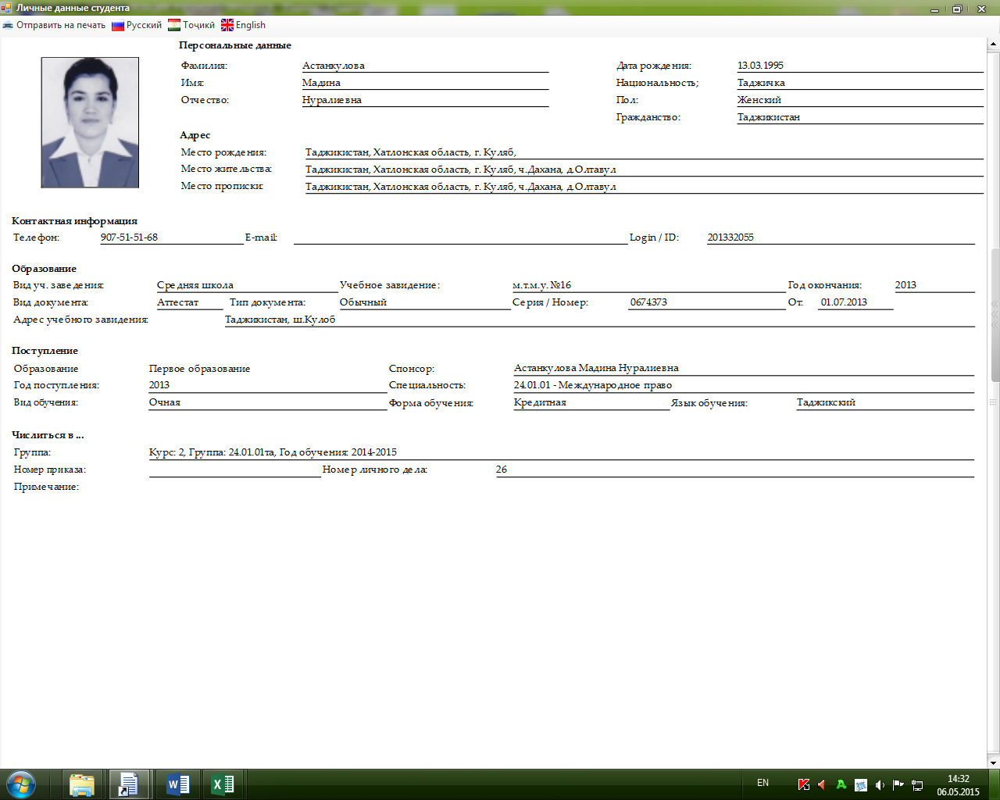 Личные данные студента
Отправить на печать Русский Тоҷикӣ English
Персональные данные
Фамилия: Астанкулова Дата рождения: 13.03.1995
Имя: Мадина Национальность; Таджичка
Отчество: Нуралиевна Пол: Женский
Гражданство: Таджикистан
Адрес
Место рождения: Таджикистан, Хатлонская область, г. Куляб,
Место жительства: Таджикистан, Хатлонская область, г. Куляб, ч.Дахана, д.Олтавул
Место прописки: Таджикистан, Хатлонская область, г. Куляб, ч.Дахана, д.Олтавул
Контактная информация
Телефон: 907-51-51-68 E-mail: Login / ID: 201332055
Образование
Вид уч. заведения: Средняя школа Учебное завидение: м.т.м.у. №16 Год окончания: 2013
Вид документа: Аттестат Тип документа: Обычный Серия / Номер: 0674373 От: 01.07.2013
Адрес учебного завидения: Таджикистан, ш.Кулоб
Поступление
Образование Первое образование Спонсор: Астанкулова Мадина Нуралиевна
Год поступления: 2013 Специальность: 24.01.01 - Международное право
Вид обучения: Очная Форма обучения: Кредитная Язык обучения: Таджикский
Числиться в ...
Группа: Курс: 2, Группа: 24.01.01та, Год обучения: 2014-2015
Номер приказа: Номер личного дела: 26
Примечание:
EN 14:32
06.05.2015